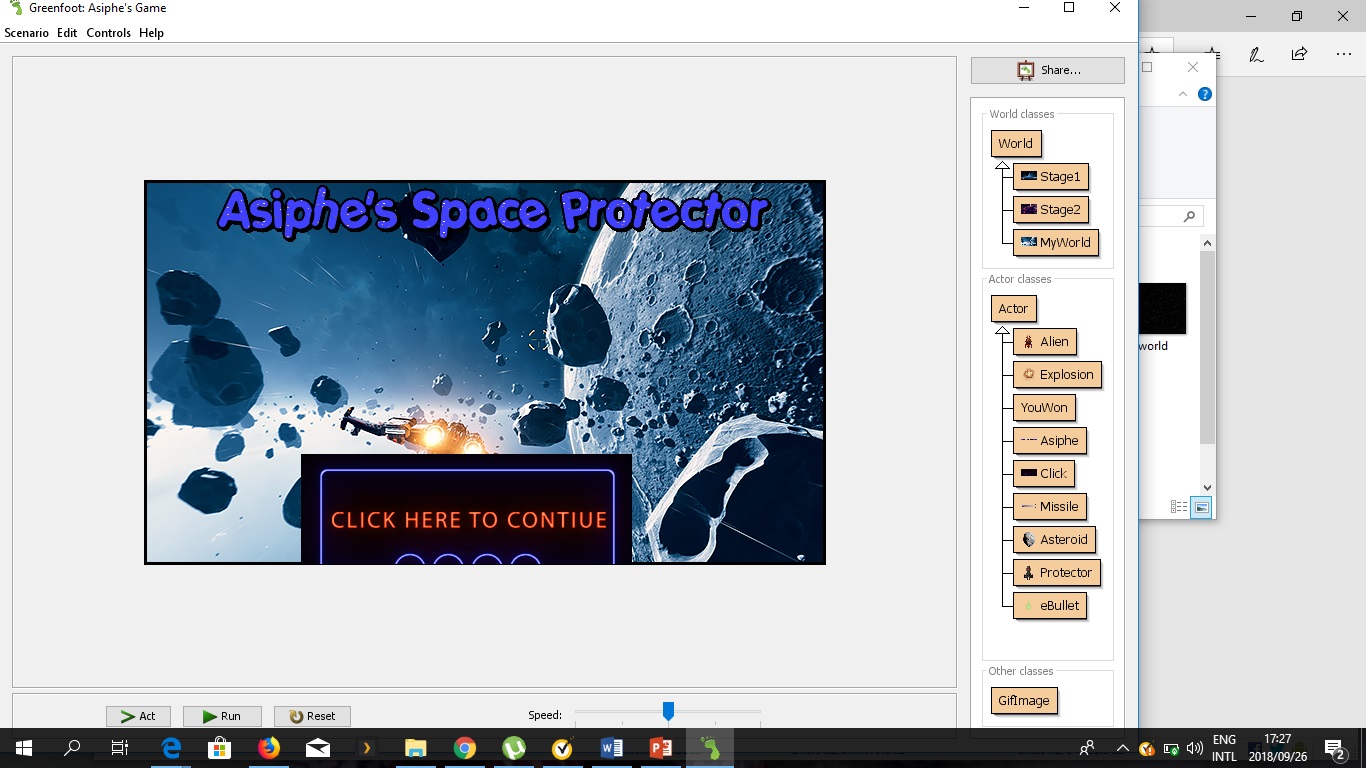 Greenfoot: Asiphe's Game
Scenario Edit Controls Help
Share...
World classes
World
Stage1
Stage2
MyWorld
Actor classes
Actor
Alien
Explosion
YouWon
Asiphe
Click
Missile
Asteroid
Protector
eBullet
Other classes
GifImage
Asiphe's Space Protector
CLICK HERE TO CONTIUE
world
Act
Run
Reset
Speed:
ENG
INTL
17:27
2018/09/26
2